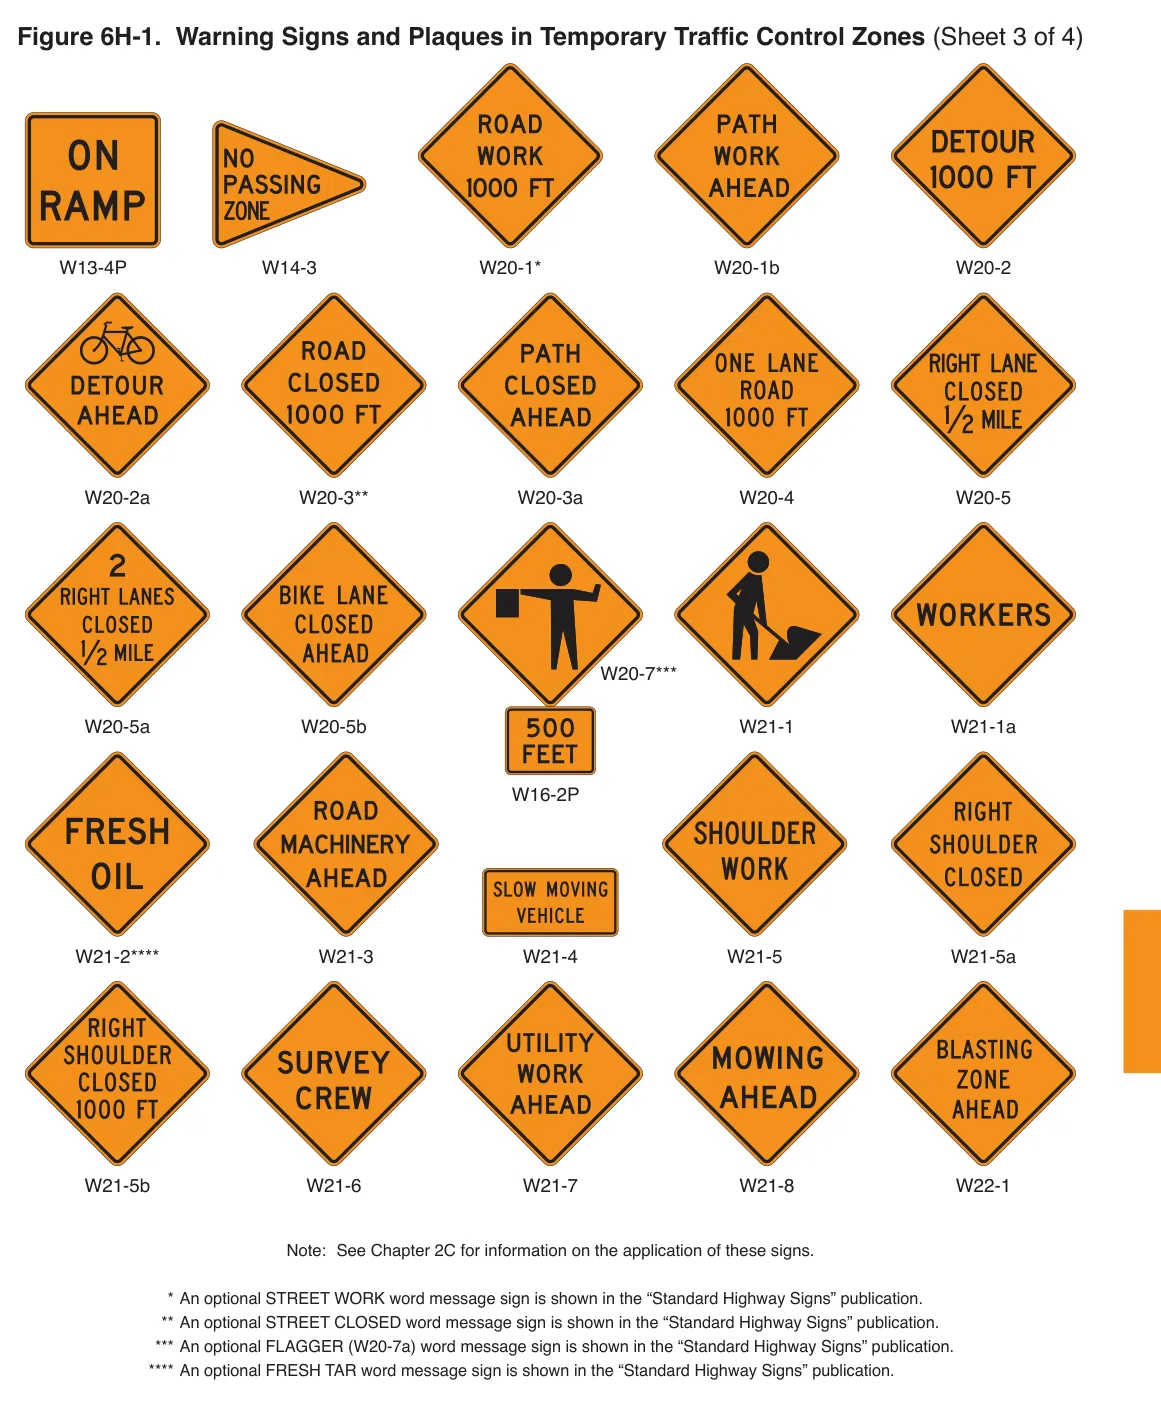 Figure 6H-1.  Warning Signs and Plaques in Temporary Traffic Control Zones (Sheet 3 of 4)
ON
RAMP
W13-4P
NO
PASSING
ZONE
W14-3
ROAD
WORK
1000 FT
W20-1*
PATH
WORK
AHEAD
W20-1b
DETOUR
1000 FT
W20-2
DETOUR
AHEAD
W20-2a
ROAD
CLOSED
1000 FT
W20-3**
PATH
CLOSED
AHEAD
W20-3a
ONE LANE
ROAD
1000 FT
W20-4
RIGHT LANE
CLOSED
1/2 MILE
W20-5
2
RIGHT LANES
CLOSED
1/2 MILE
W20-5a
BIKE LANE
CLOSED
AHEAD
W20-5b
W20-7***
500
FEET
W16-2P
W21-1
WORKERS
W21-1a
FRESH
OIL
W21-2****
ROAD
MACHINERY
AHEAD
W21-3
SLOW MOVING
VEHICLE
W21-4
SHOULDER
WORK
W21-5
RIGHT
SHOULDER
CLOSED
W21-5a
RIGHT
SHOULDER
CLOSED
1000 FT
W21-5b
SURVEY
CREW
W21-6
UTILITY
WORK
AHEAD
W21-7
MOWING
AHEAD
W21-8
BLASTING
ZONE
AHEAD
W22-1
Note:  See Chapter 2C for information on the application of these signs.
* An optional STREET WORK word message sign is shown in the “Standard Highway Signs” publication.
** An optional STREET CLOSED word message sign is shown in the “Standard Highway Signs” publication.
*** An optional FLAGGER (W20-7a) word message sign is shown in the “Standard Highway Signs” publication.
**** An optional FRESH TAR word message sign is shown in the “Standard Highway Signs” publication.